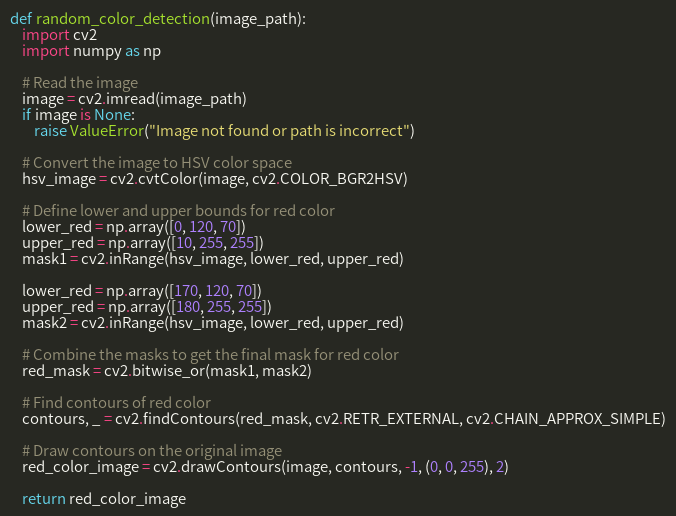 def random_color_detection(image_path):
    import cv2
    import numpy as np

    # Read the image
    image = cv2.imread(image_path)
    if image is None:
        raise ValueError("Image not found or path is incorrect")

    # Convert the image to HSV color space
    hsv_image = cv2.cvtColor(image, cv2.COLOR_BGR2HSV)

    # Define lower and upper bounds for red color
    lower_red = np.array([0, 120, 70])
    upper_red = np.array([10, 255, 255])
    mask1 = cv2.inRange(hsv_image, lower_red, upper_red)

    lower_red = np.array([170, 120, 70])
    upper_red = np.array([180, 255, 255])
    mask2 = cv2.inRange(hsv_image, lower_red, upper_red)

    # Combine the masks to get the final mask for red color
    red_mask = cv2.bitwise_or(mask1, mask2)

    # Find contours of red color
    contours, _ = cv2.findContours(red_mask, cv2.RETR_EXTERNAL, cv2.CHAIN_APPROX_SIMPLE)

    # Draw contours on the original image
    red_color_image = cv2.drawContours(image, contours, -1, (0, 0, 255), 2)

    return red_color_image